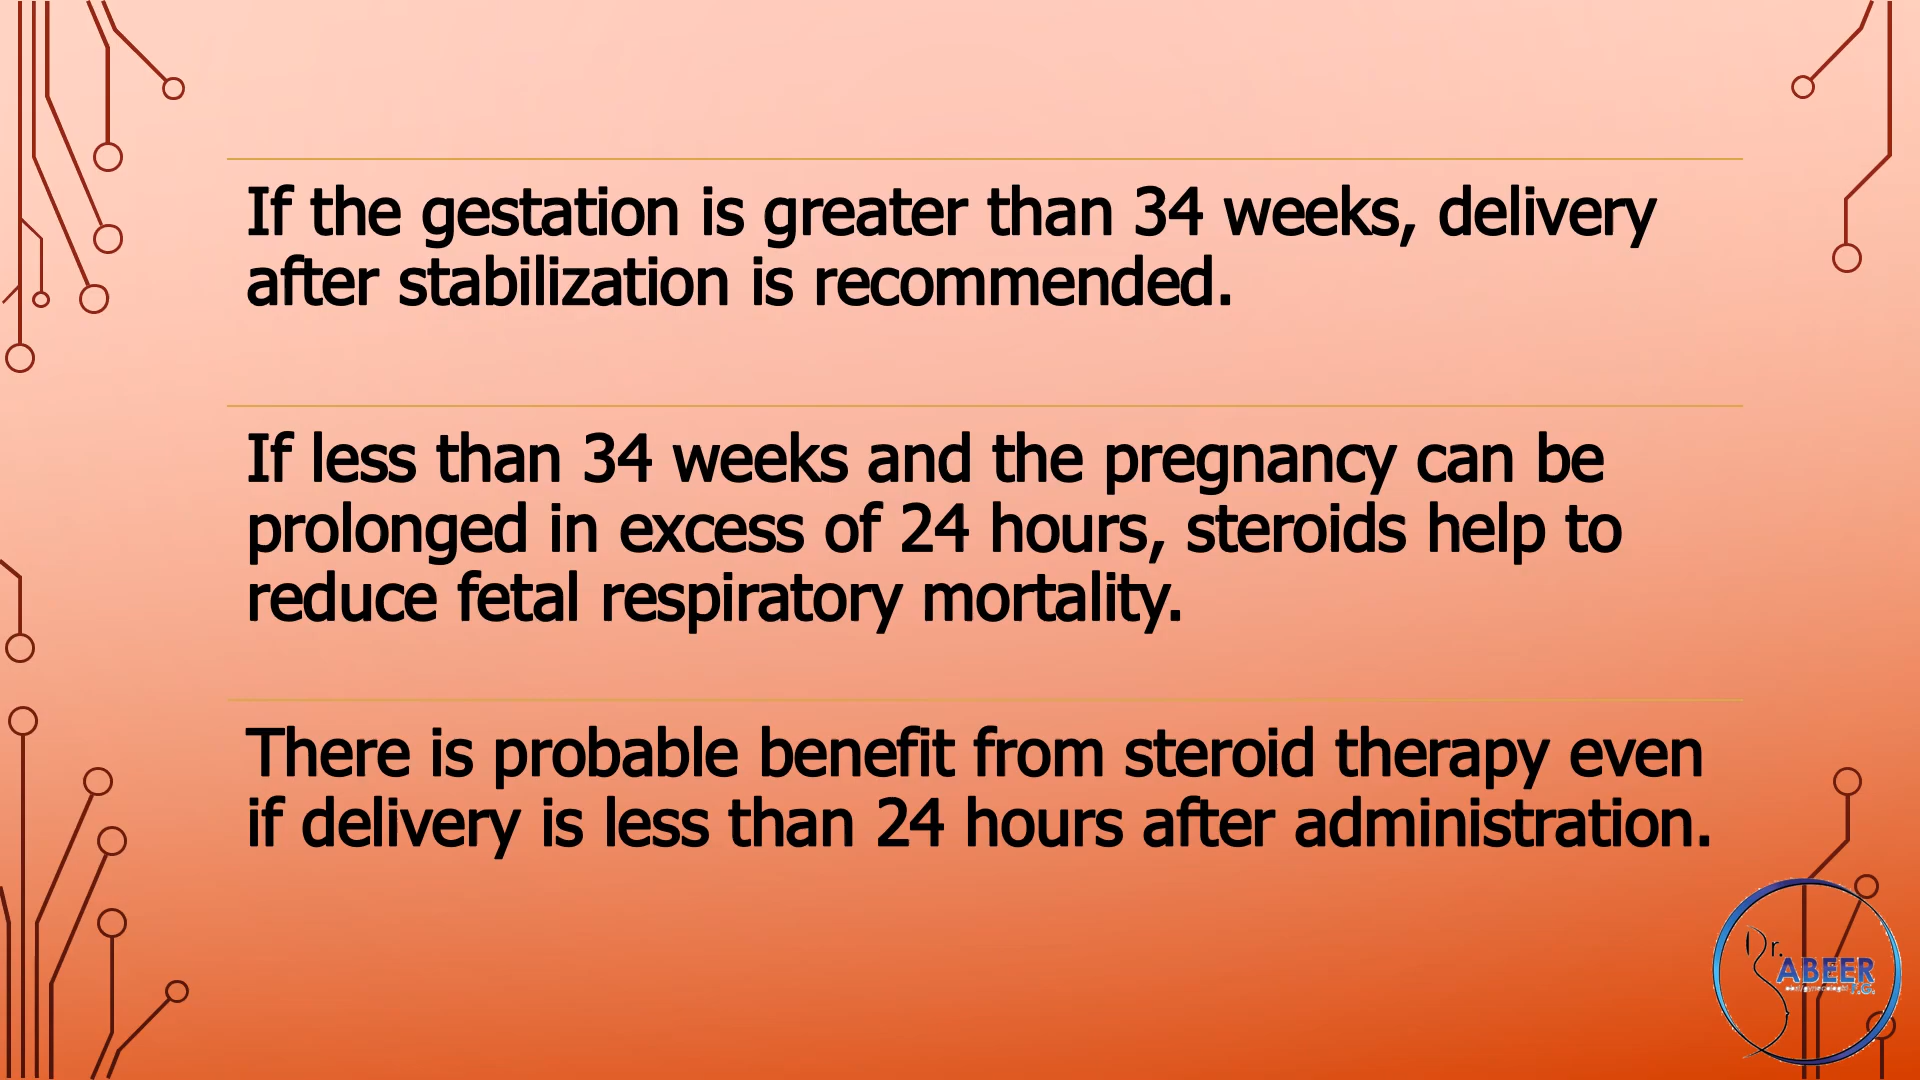 If the gestation is greater than 34 weeks, delivery
after stabilization is recommended.
If less than 34 weeks and the pregnancy can be
prolonged in excess of 24 hours, steroids help to
reduce fetal respiratory mortality.
There is probable benefit from steroid therapy even
if delivery is less than 24 hours after administration.
Dr.
ABEER
F.G.